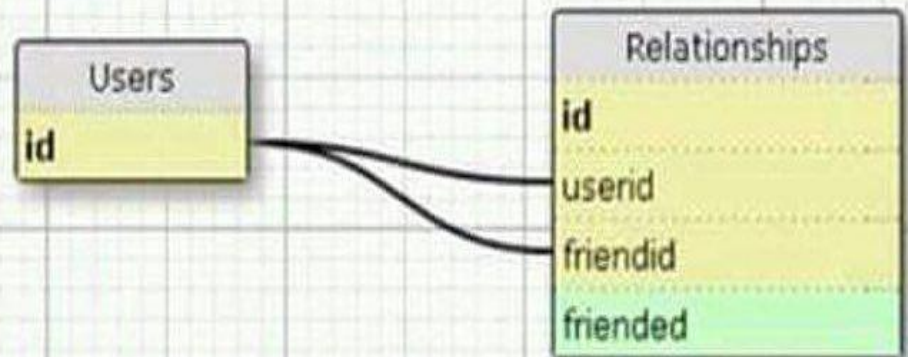 Users
id
Relationships
id
userid
friendid
friended